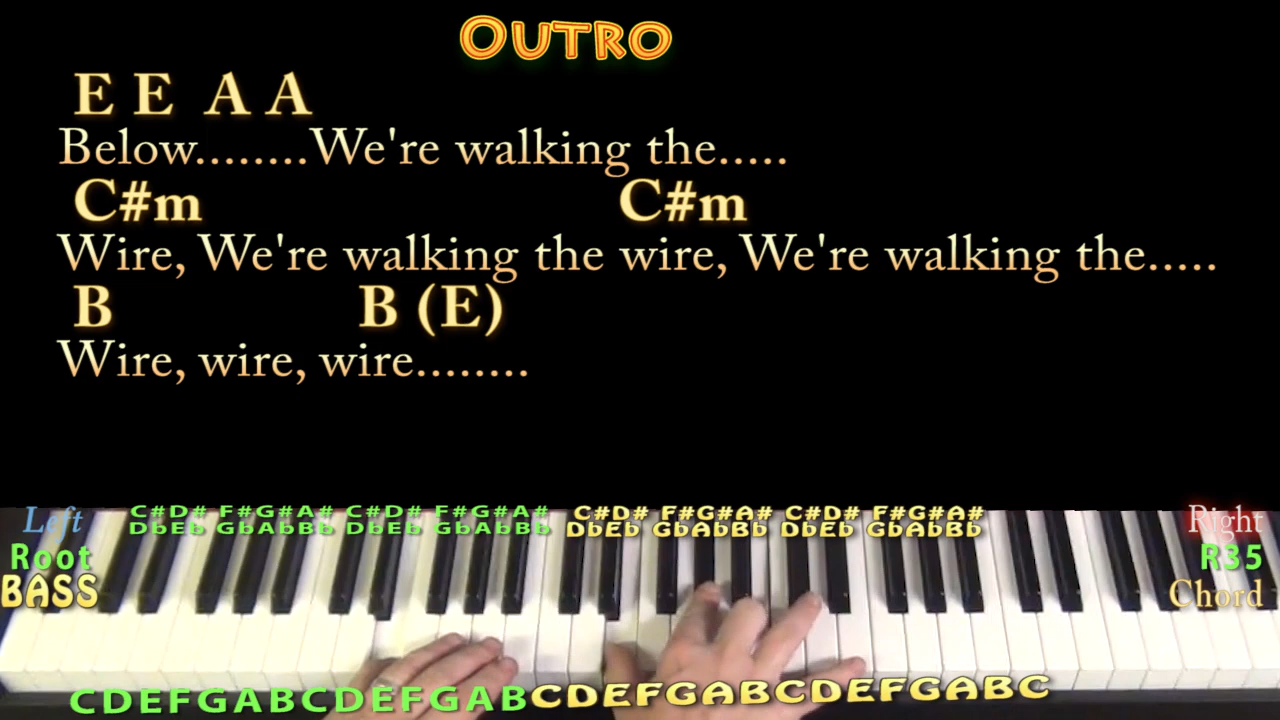 OUTRO
E E A A
Below........We're walking the.....
C#m C#m
Wire, We're walking the wire, We're walking the.....
B B (E)
Wire, wire, wire........
Left C#D# F#G#A# C#D# F#G#A# C#D# F#G#A# C#D# F#G#A# Right
DbEb GbAbBb DbEb GbAbBb DbEb GbAbBb DbEb GbAbBb
Root R35
BASS Chord
CDEFGABCDEFGABCDEFGABCDEFGABC